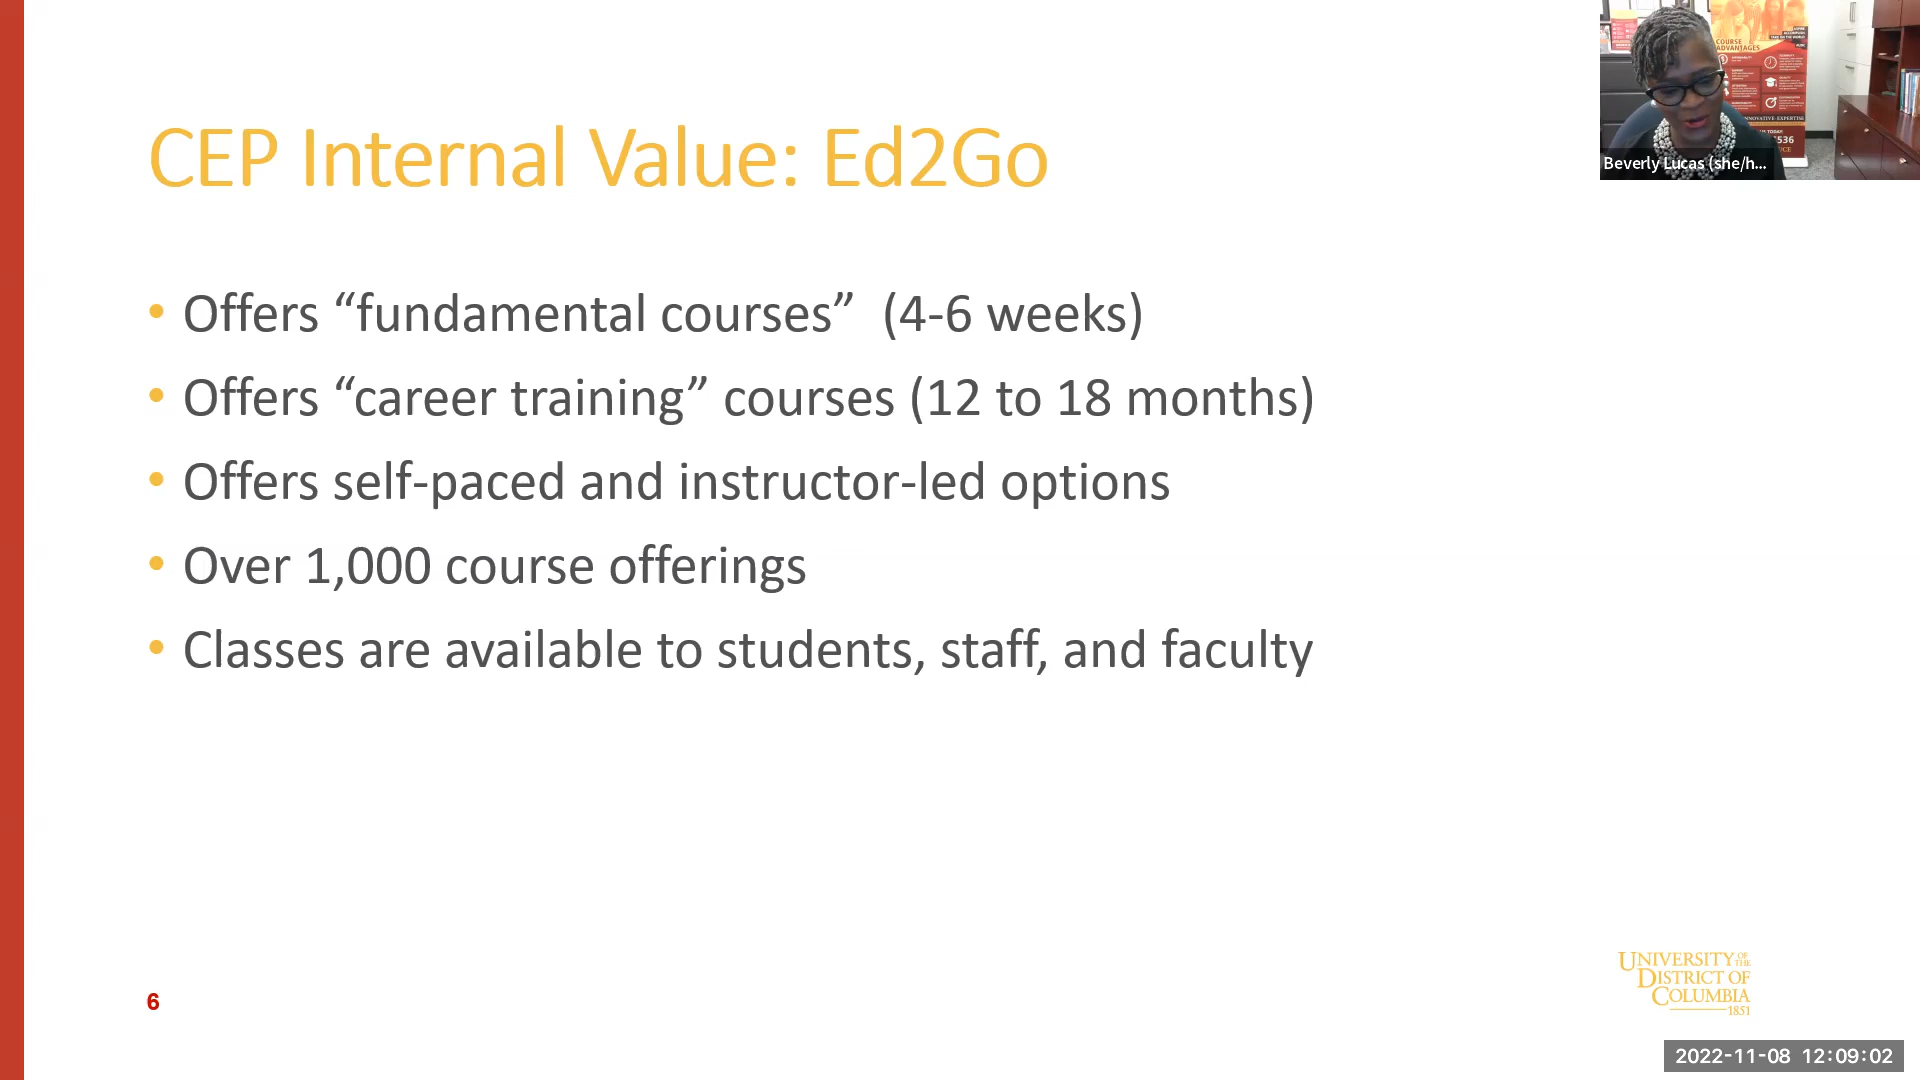 CEP Internal Value: Ed2Go
• Offers “fundamental courses”  (4-6 weeks)
• Offers “career training” courses (12 to 18 months)
• Offers self-paced and instructor-led options
• Over 1,000 course offerings
• Classes are available to students, staff, and faculty
6
UNIVERSITY OF THE
DISTRICT OF
COLUMBIA
1851
COURSE
ADVANTAGES
Beverly Lucas (she/h...
2022-11-08 12:09:02